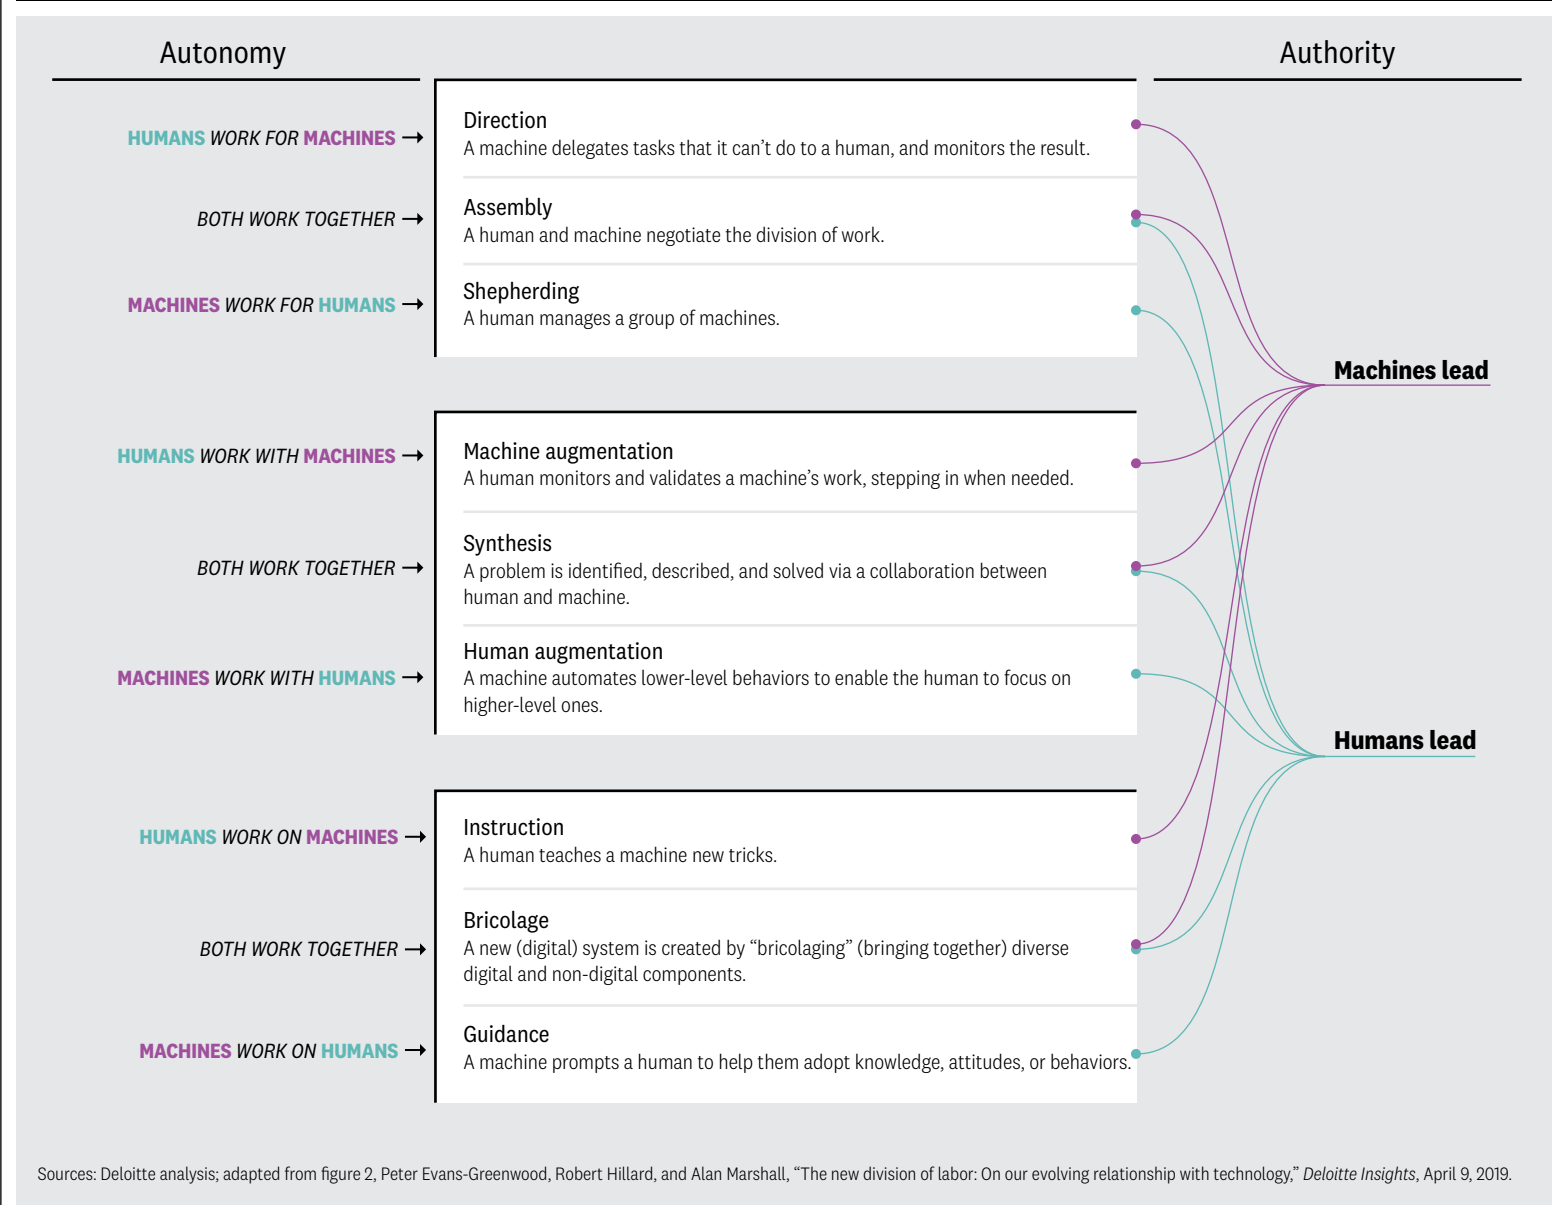 Autonomy
Authority
HUMANS WORK FOR MACHINES →
Direction
A machine delegates tasks that it can’t do to a human, and monitors the result.
BOTH WORK TOGETHER →
Assembly
A human and machine negotiate the division of work.
MACHINES WORK FOR HUMANS →
Shepherding
A human manages a group of machines.
Machines lead
HUMANS WORK WITH MACHINES →
Machine augmentation
A human monitors and validates a machine’s work, stepping in when needed.
BOTH WORK TOGETHER →
Synthesis
A problem is identified, described, and solved via a collaboration between
human and machine.
MACHINES WORK WITH HUMANS →
Human augmentation
A machine automates lower-level behaviors to enable the human to focus on
higher-level ones.
Humans lead
HUMANS WORK ON MACHINES →
Instruction
A human teaches a machine new tricks.
BOTH WORK TOGETHER →
Bricolage
A new (digital) system is created by “bricolaging” (bringing together) diverse
digital and non-digital components.
MACHINES WORK ON HUMANS →
Guidance
A machine prompts a human to help them adopt knowledge, attitudes, or behaviors.
Sources: Deloitte analysis; adapted from figure 2, Peter Evans-Greenwood, Robert Hillard, and Alan Marshall, “The new division of labor: On our evolving relationship with technology,” Deloitte Insights, April 9, 2019.